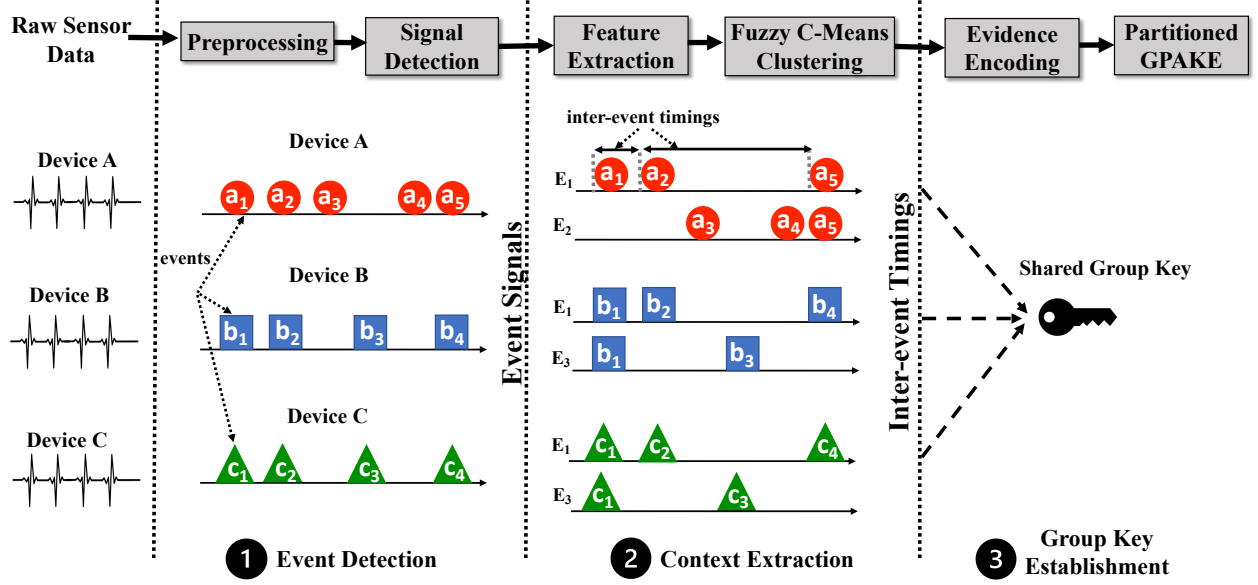 Raw Sensor
Data
Preprocessing
Signal
Detection
Feature
Extraction
Fuzzy C-Means
Clustering
Evidence
Encoding
Partitioned
GPAKE
Device A
Device B
Device C
Device A
a1 a2 a3 a4 a5
events
Device B
b1 b2 b3 b4
Device C
c1 c2 c3 c4
Event Signals
inter-event timings
E1 a1 a2 a5
E2 a3 a4 a5
E1 b1 b2 b4
E3 b1 b3
E1 c1 c2 c4
E3 c1 c3
Inter-event Timings
Shared Group Key
1 Event Detection
2 Context Extraction
3 Group Key
Establishment